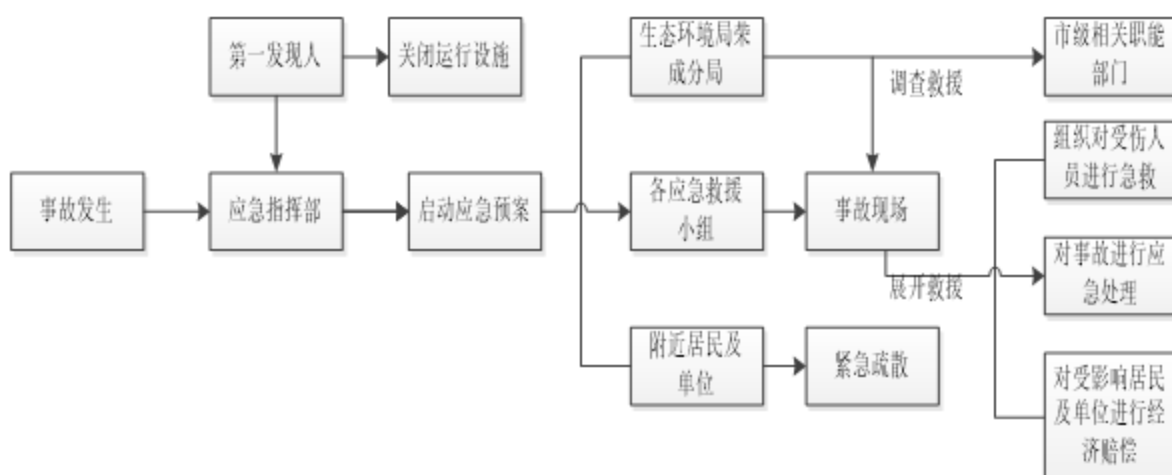 第一发现人
关闭运行设施
生态环境局荣
成分局
市级相关职能
部门
调查救援
组织对受伤人
员进行急救
事故发生
应急指挥部
启动应急预案
各应急救援
小组
事故现场
对事故进行应
急处理
展开救援
附近居民及
单位
紧急疏散
对受影响居民
及单位进行经
济赔偿